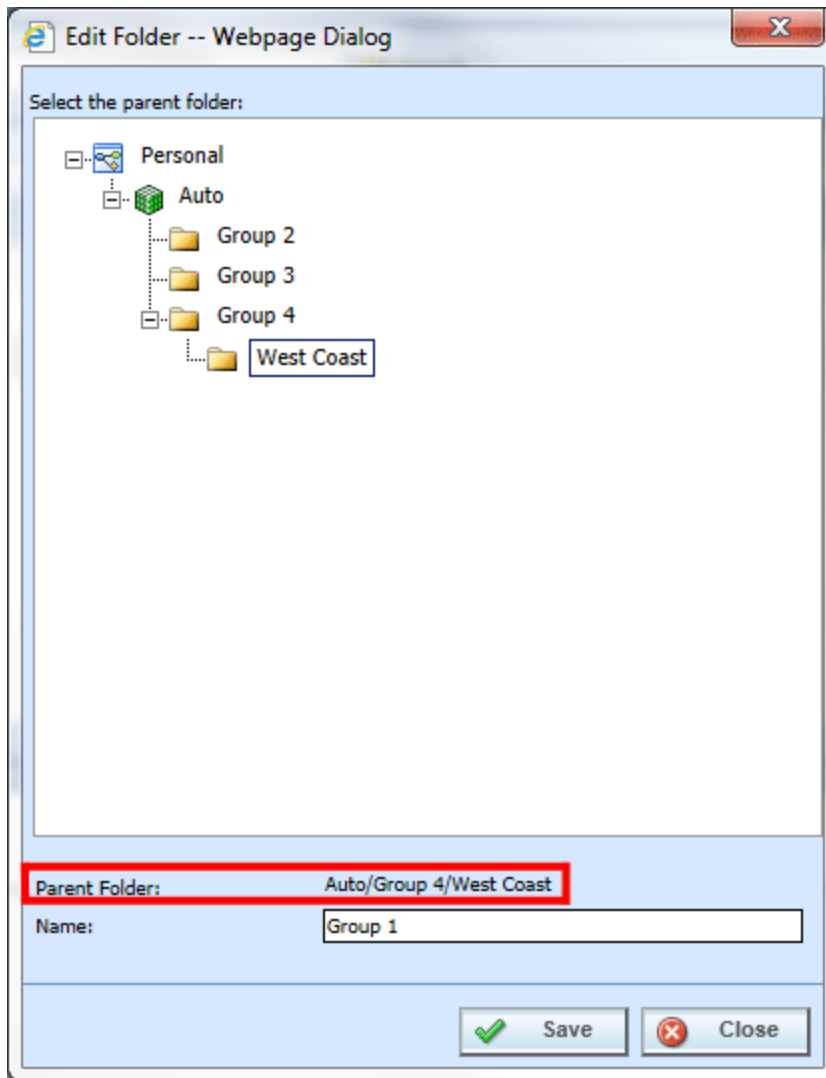 Edit Folder -- Webpage Dialog
Select the parent folder:
Personal
Auto
Group 2
Group 3
Group 4
West Coast
Parent Folder: Auto/Group 4/West Coast
Name: Group 1
Save Close